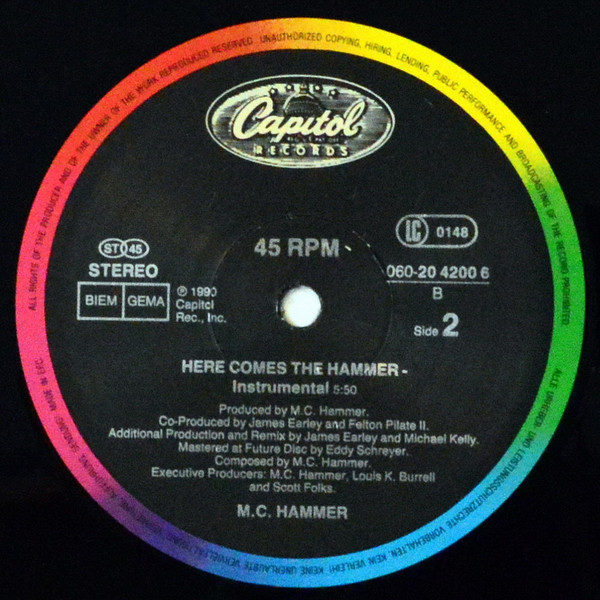 ALL RIGHTS OF THE PRODUCER AND OF THE OWNER OF THE WORK REPRODUCED RESERVED. UNAUTHORIZED COPYING, HIRING, LENDING, PUBLIC PERFORMANCE AND BROADCASTING OF THE RECORD PROHIBITED
Capitol
RECORDS
ST 45
STEREO
BIEM GEMA
℗ 1990
Capitol
Rec., Inc.
45 RPM
LC 0148
060-20 4200 6
B
Side 2
HERE COMES THE HAMMER -
Instrumental 5:50
Produced by M.C. Hammer.
Co-Produced by James Earley and Felton Pilate II.
Additional Production and Remix by James Earley and Michael Kelly.
Mastered at Future Disc by Eddy Schreyer.
Composed by M.C. Hammer.
Executive Producers: M.C. Hammer, Louis K. Burrell
and Scott Folks.
M.C. HAMMER
ALLE URHEBER- UND LEISTUNGSSCHUTZRECHTE VORBEHALTEN. KEIN VERLEIH! KEINE UNERLAUBTE VERVIELFÄLTIGUNG, VERMIETUNG, AUFFÜHRUNG, SENDUNG! MADE IN EEC.